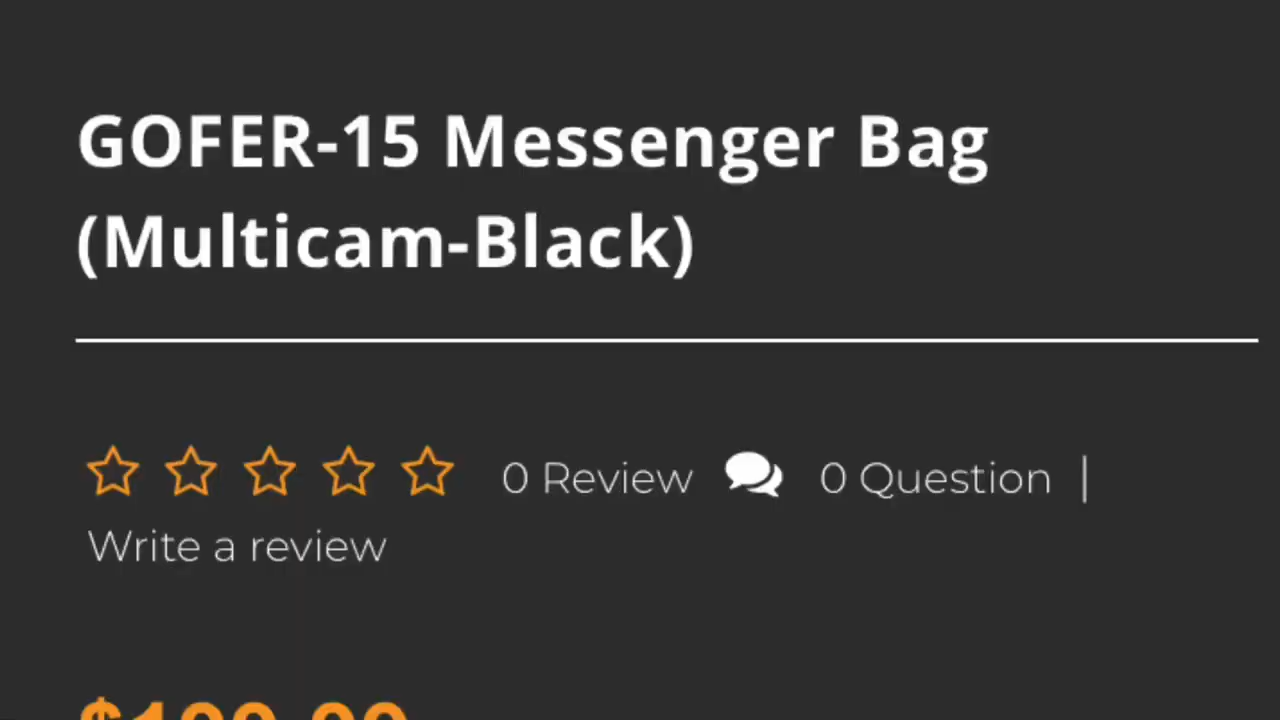 GOFER-15 Messenger Bag
(Multicam-Black)
0 Review 0 Question |
Write a review